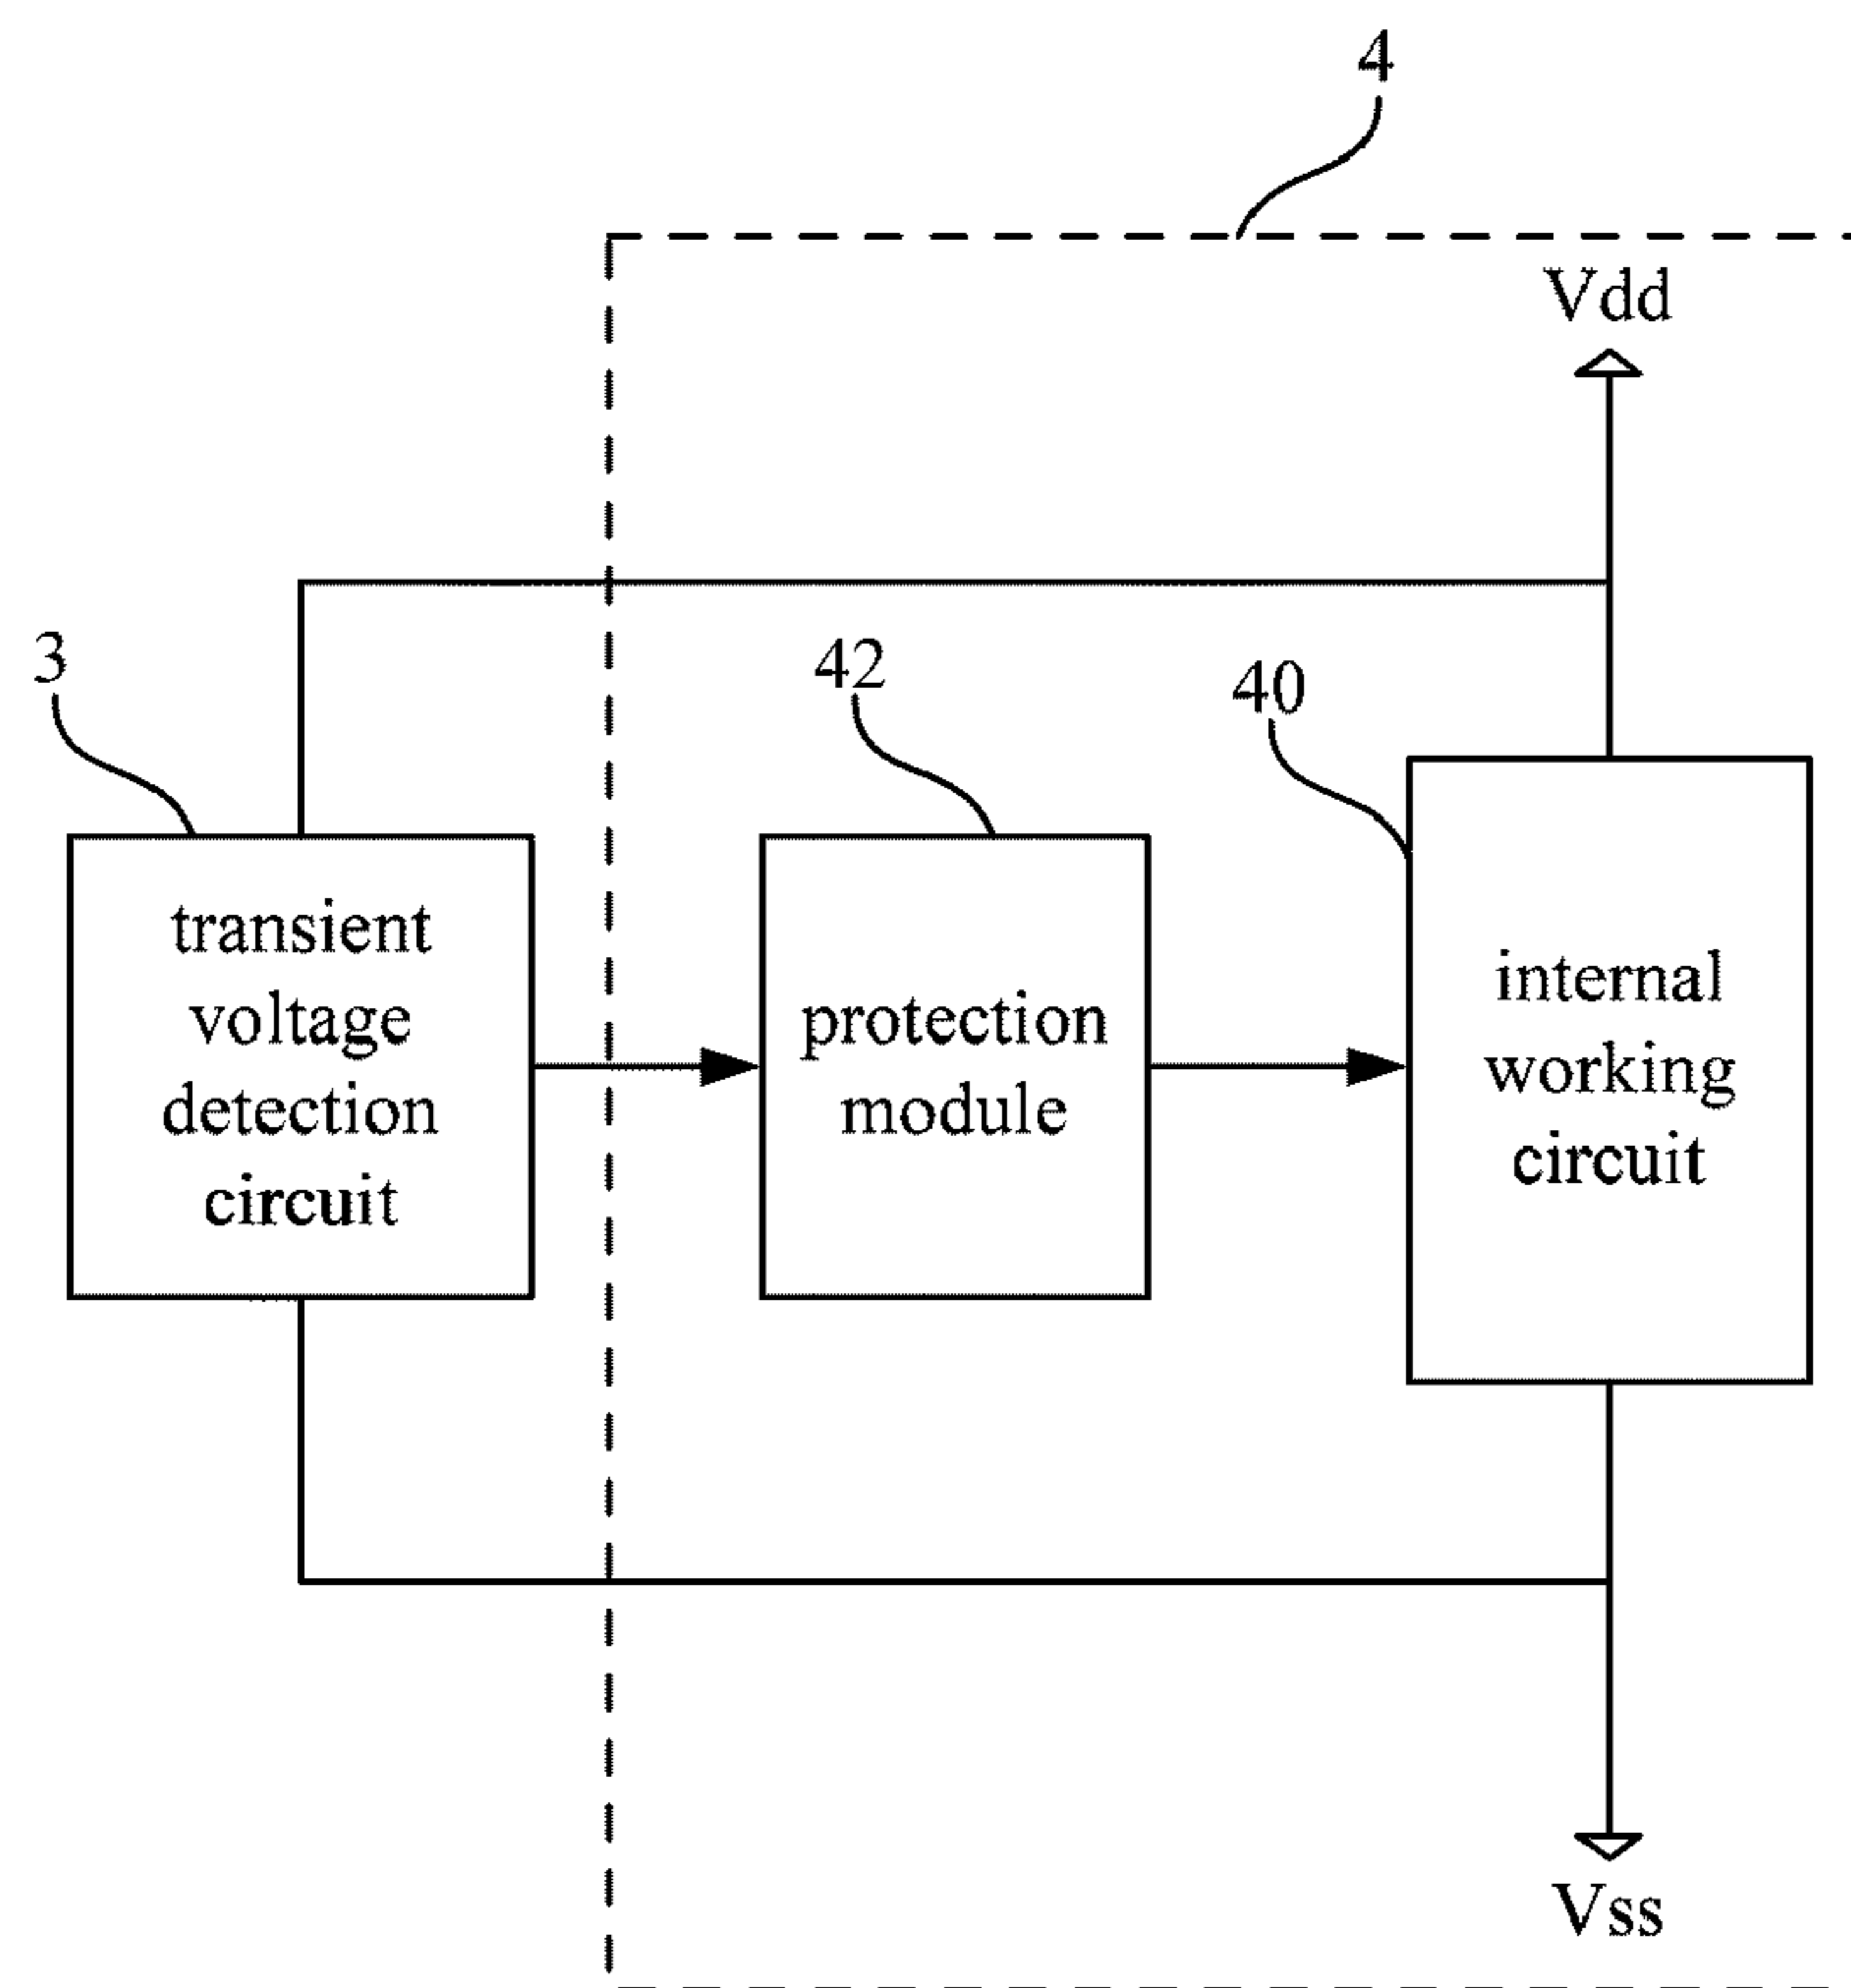 4
Vdd
3
42
40
transient
voltage
detection
circuit
protection
module
internal
working
circuit
Vss